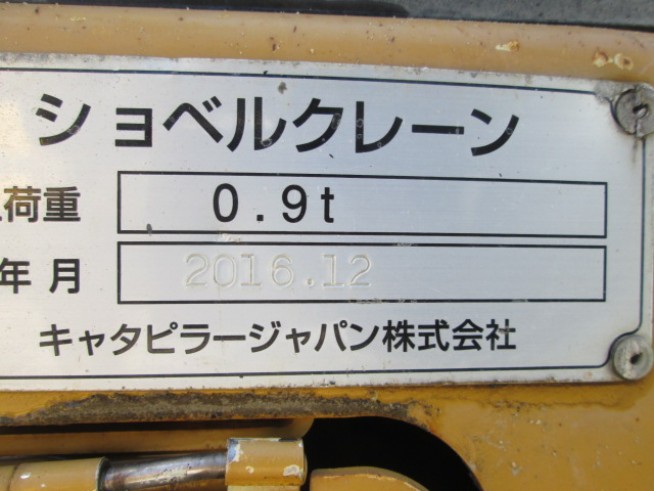 ショベルクレーン
荷重 0.9t
年月 2016.12
キャタピラージャパン株式会社